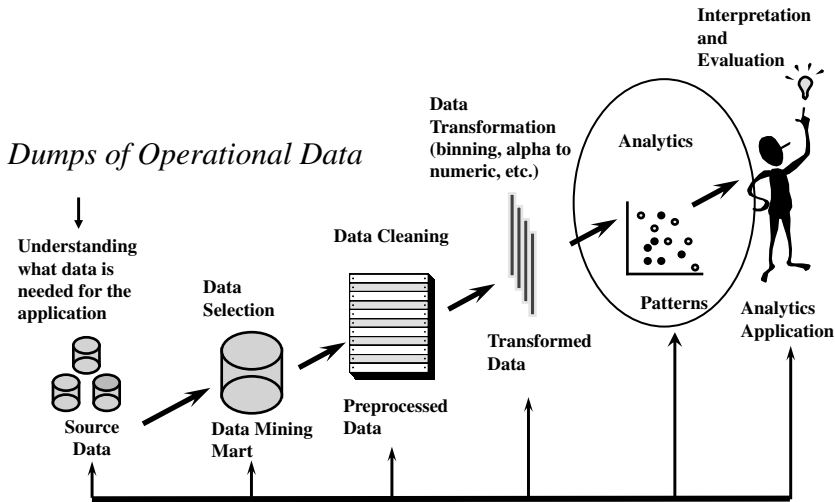 Dumps of Operational Data
Understanding
what data is
needed for the
application
Source
Data
Data
Selection
Data Mining
Mart
Data Cleaning
Preprocessed
Data
Data
Transformation
(binning, alpha to
numeric, etc.)
Transformed
Data
Analytics
Patterns
Interpretation
and
Evaluation
Analytics
Application